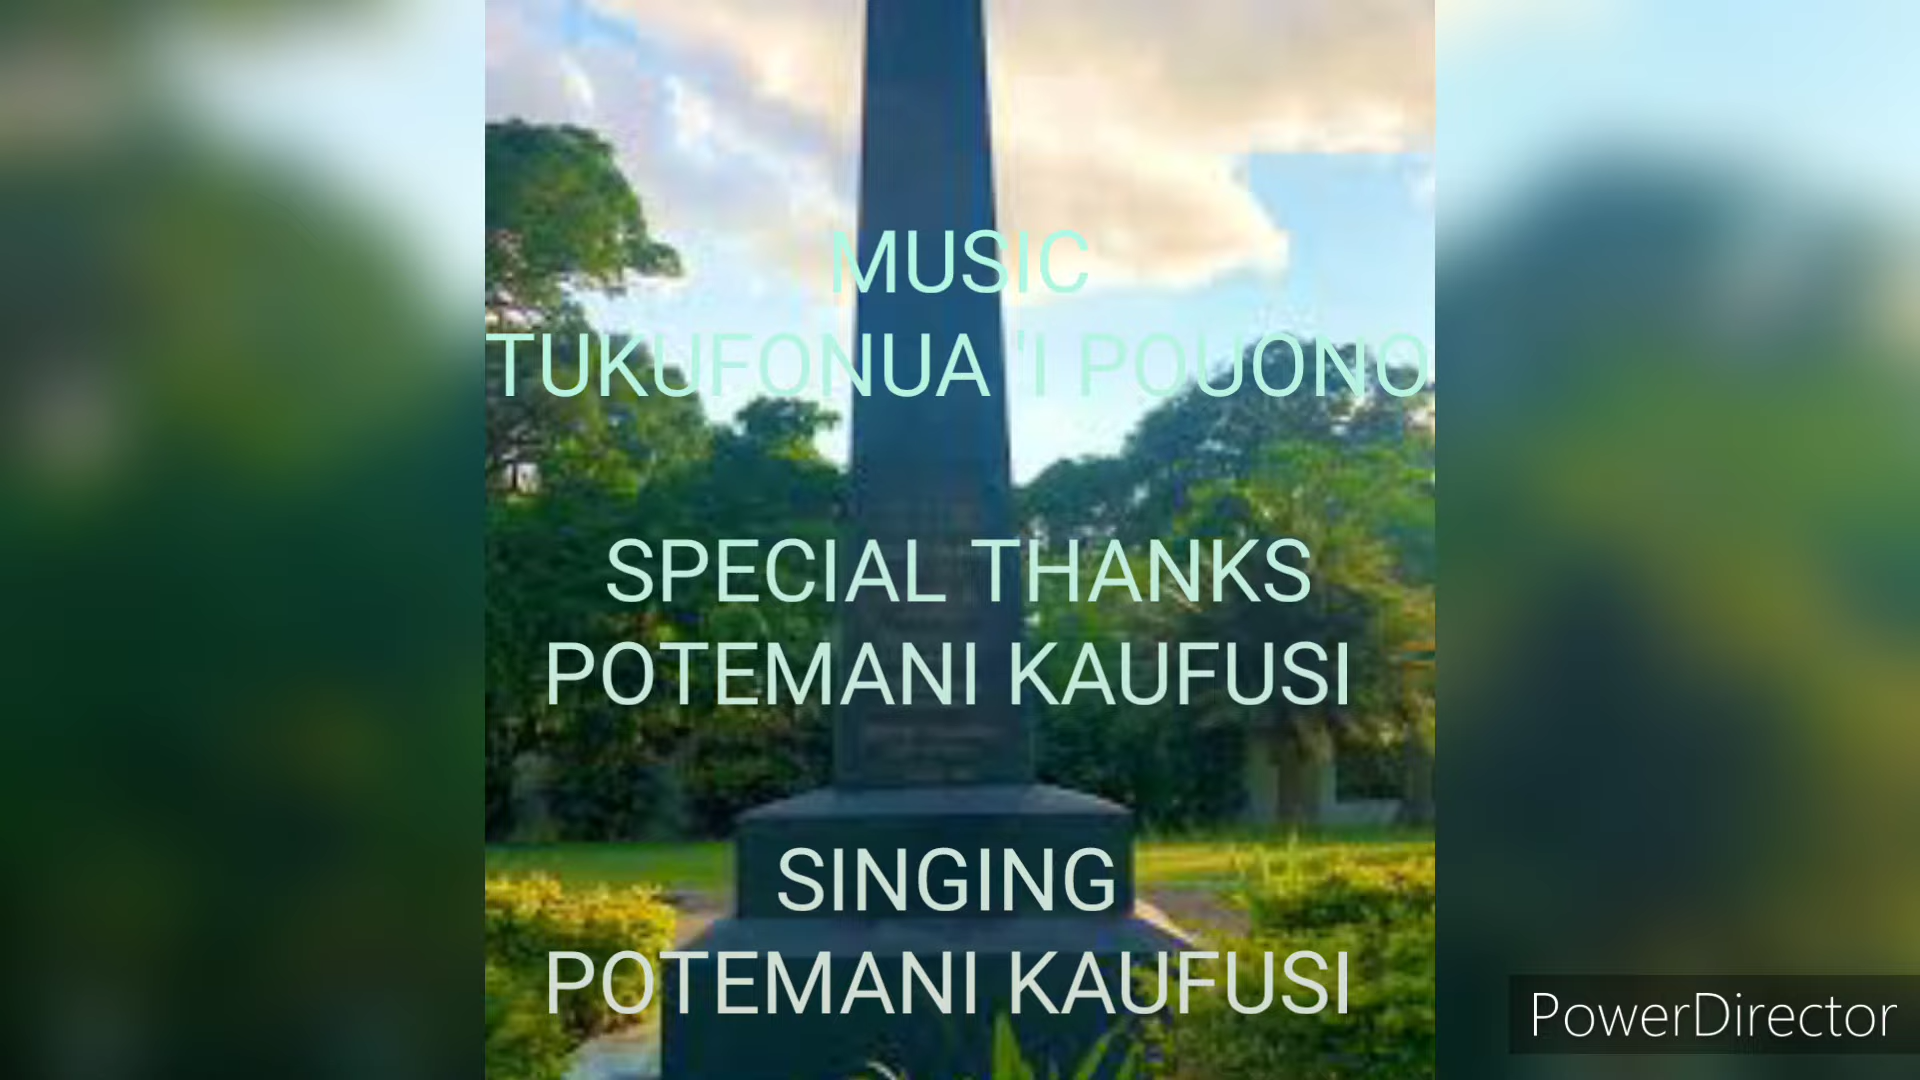 MUSIC
TUKUFONUA 'I POUONO
SPECIAL THANKS
POTEMANI KAUFUSI
SINGING
POTEMANI KAUFUSI
PowerDirector